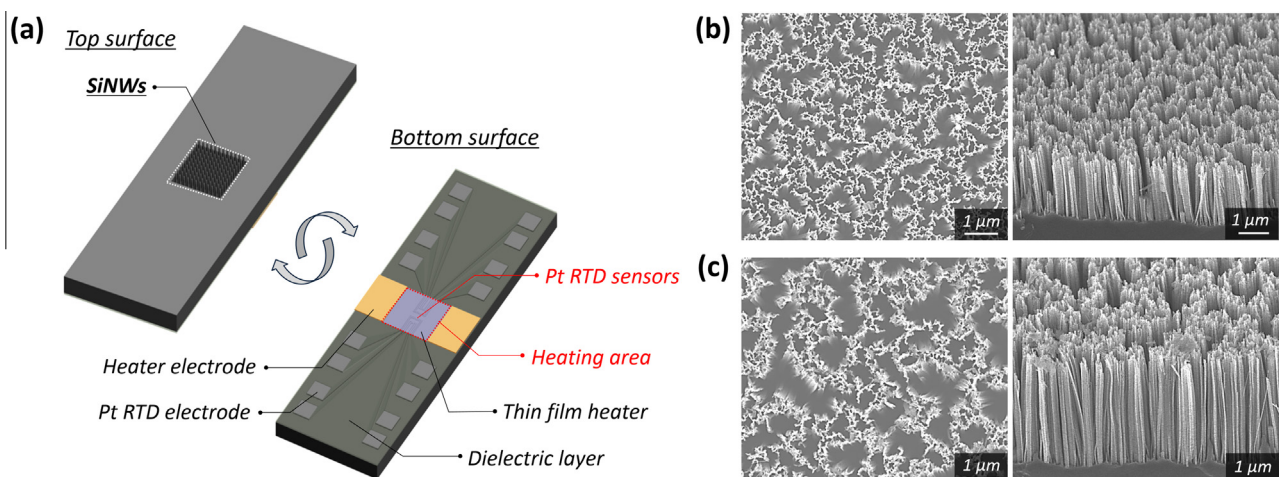 (a)
Top surface
SiNWs
Bottom surface
Pt RTD sensors
Heating area
Heater electrode
Pt RTD electrode
Thin film heater
Dielectric layer
(b)
1 μm
1 μm
(c)
1 μm
1 μm